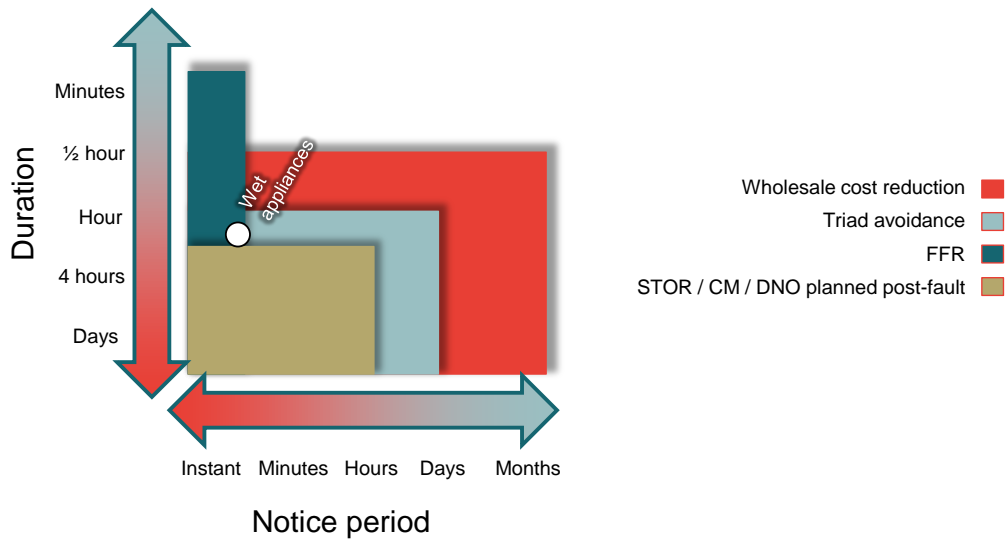 Duration
Minutes
½ hour
Hour
4 hours
Days
Wet
appliances
Wholesale cost reduction
Triad avoidance
FFR
STOR / CM / DNO planned post-fault
Instant
Minutes
Hours
Days
Months
Notice period